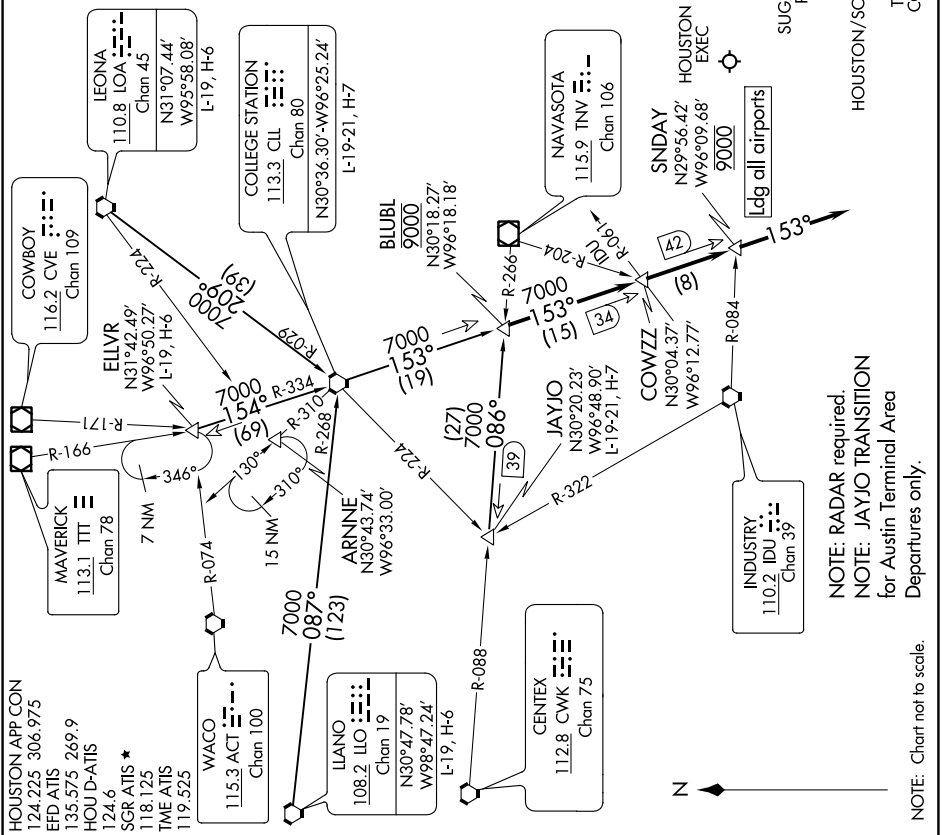 HOUSTON APP CON
124.225 306.975
EFD ATIS
135.575 269.9
HOU D-ATIS
124.6
SGR ATIS ★
118.125
TME ATIS
119.525
MAVERICK
113.1 TTT
Chan 78
COWBOY
116.2 CVE
Chan 109
LEONA
110.8 LOA
Chan 45
N31°07.44'
W95°58.08'
L-19, H-6
ELLVR
N31°42.49'
W96°50.27'
L-19, H-6
R-166
R-171
R-224
7000
209°
(39)
R-029
346°
7 NM
7000
154°
(69)
R-334
130°
310°
15 NM
R-310
ARNNE
N30°43.74'
W96°33.00'
WACO
115.3 ACT
Chan 100
R-074
COLLEGE STATION
113.3 CLL
Chan 80
N30°36.30'-W96°25.24'
L-19-21, H-7
R-268
7000
087°
(123)
LLANO
108.2 LLO
Chan 19
N30°47.78'
W98°47.24'
L-19, H-6
7000
153°
(19)
R-224
BLUBL
9000
N30°18.27'
W96°18.18'
NAVASOTA
115.9 TNV
Chan 106
R-266
R-204
(27)
7000
086°
39
JAYJO
N30°20.23'
W96°48.90'
L-19-21, H-7
7000
153°
(15)
34
IDU
R-061
COWZZ
N30°04.37'
W96°12.77'
42
(8)
HOUSTON
EXEC
SNDAY
N29°56.42'
W96°09.68'
9000
Ldg all airports
153°
R-084
R-322
R-088
CENTEX
112.8 CWK
Chan 75
INDUSTRY
110.2 IDU
Chan 39
SUG
HOUSTON/SC
NOTE: RADAR required.
NOTE: JAYJO TRANSITION
for Austin Terminal Area
Departures only.
N
NOTE: Chart not to scale.